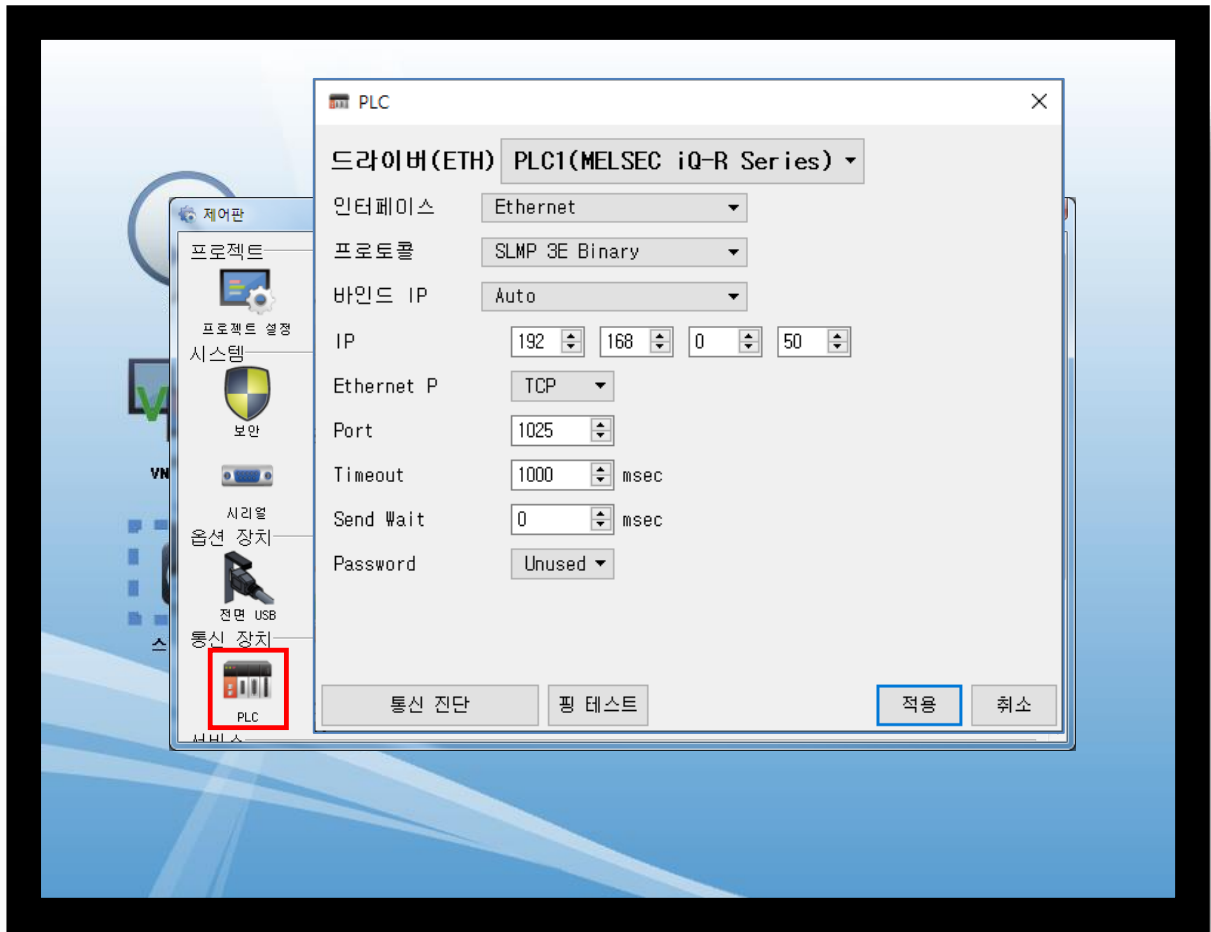 PLC
드라이버(ETH) PLC1(MELSEC iQ-R Series)
인터페이스 Ethernet
프로토콜 SLMP 3E Binary
바인드 IP Auto
IP 192 168 0 50
Ethernet P TCP
Port 1025
Timeout 1000 msec
Send Wait 0 msec
Password Unused
통신 진단 핑 테스트 적용 취소
제어판
프로젝트
프로젝트 설정
시스템
보안
시리얼
옵션 장치
전면 USB
통신 장치
PLC
서비스
VN
스